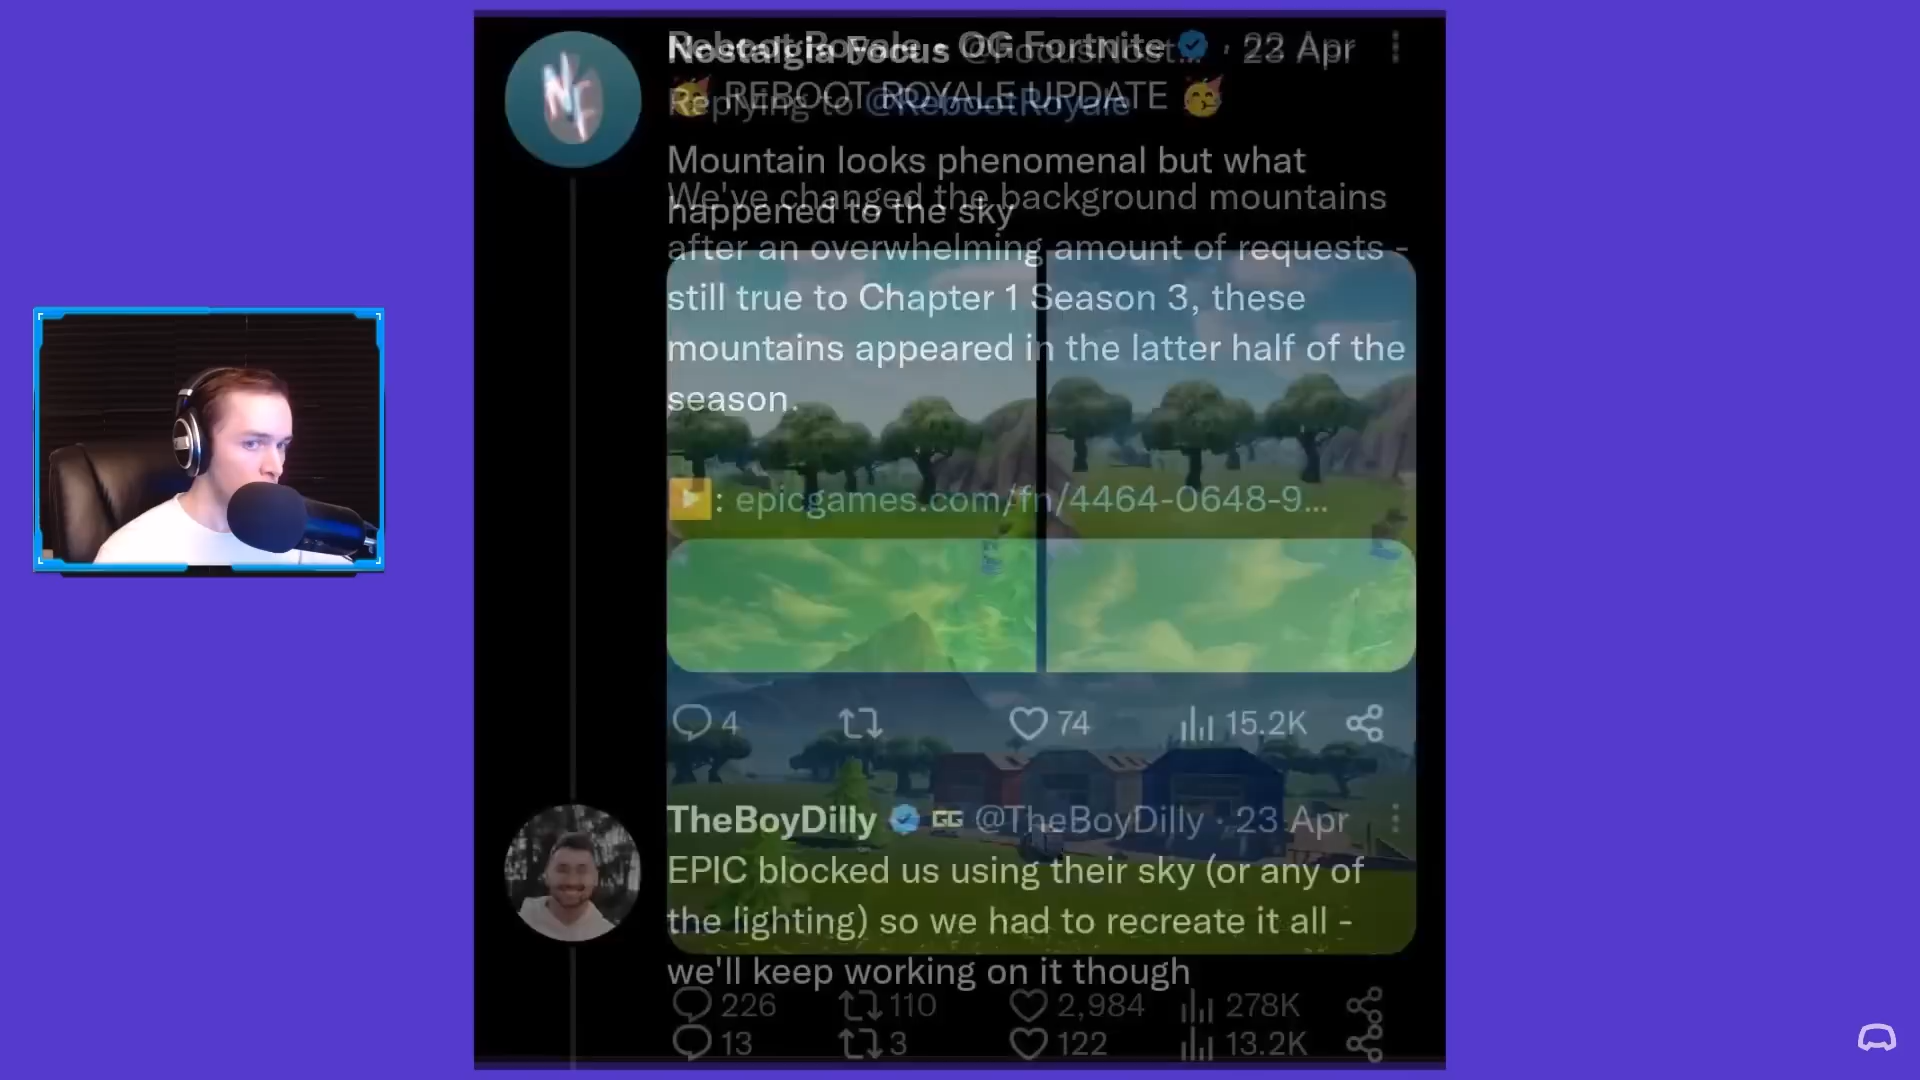 Reboot Royale - OG Fortnite · 22 Apr
🥳 REBOOT ROYALE UPDATE 🥳
We've changed the background mountains
after an overwhelming amount of requests -
still true to Chapter 1 Season 3, these
mountains appeared in the latter half of the
season.
▶️: epicgames.com/fn/4464-0648-9...
226 110 2,984 278K
Nostalgia Focus @FocusNost... · 23 Apr
Replying to @RebootRoyale
Mountain looks phenomenal but what
happened to the sky
4 74 15.2K
TheBoyDilly GG @TheBoyDilly · 23 Apr
EPIC blocked us using their sky (or any of
the lighting) so we had to recreate it all -
we'll keep working on it though
13 3 122 13.2K
NF